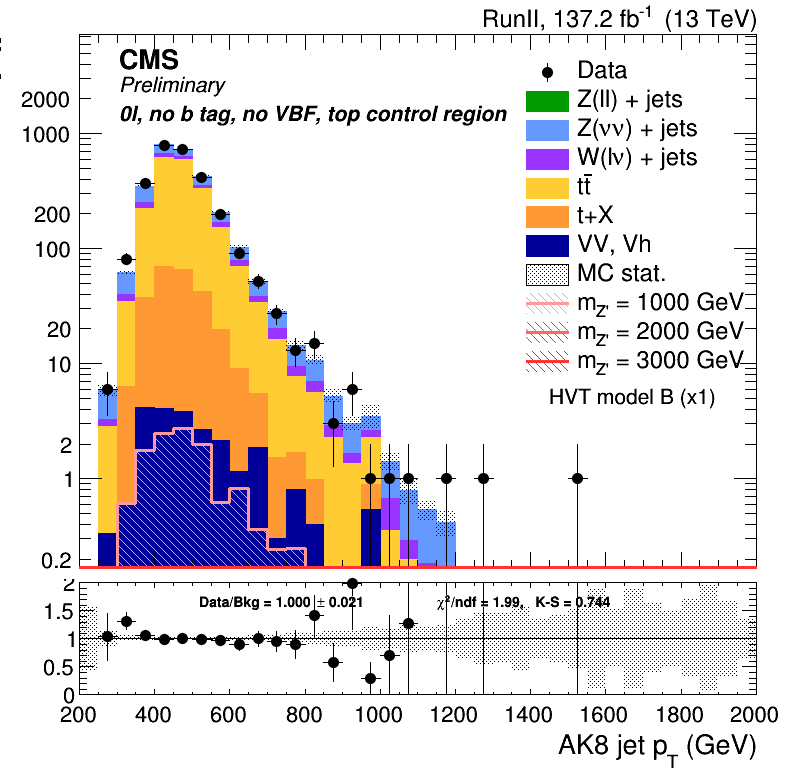 RunII, 137.2 fb-1 (13 TeV)
CMS
Preliminary
0l, no b tag, no VBF, top control region
Data
Z(ll) + jets
Z(νν) + jets
W(lν) + jets
tt̄
t+X
VV, Vh
MC stat.
mZ' = 1000 GeV
mZ' = 2000 GeV
mZ' = 3000 GeV
HVT model B (x1)
2000
1000
200
100
20
10
2
1
0.2
Data/Bkg = 1.000 ± 0.021 χ²/ndf = 1.99, K-S = 0.744
2
1.5
1
0.5
0
200 400 600 800 1000 1200 1400 1600 1800 2000
AK8 jet pT (GeV)